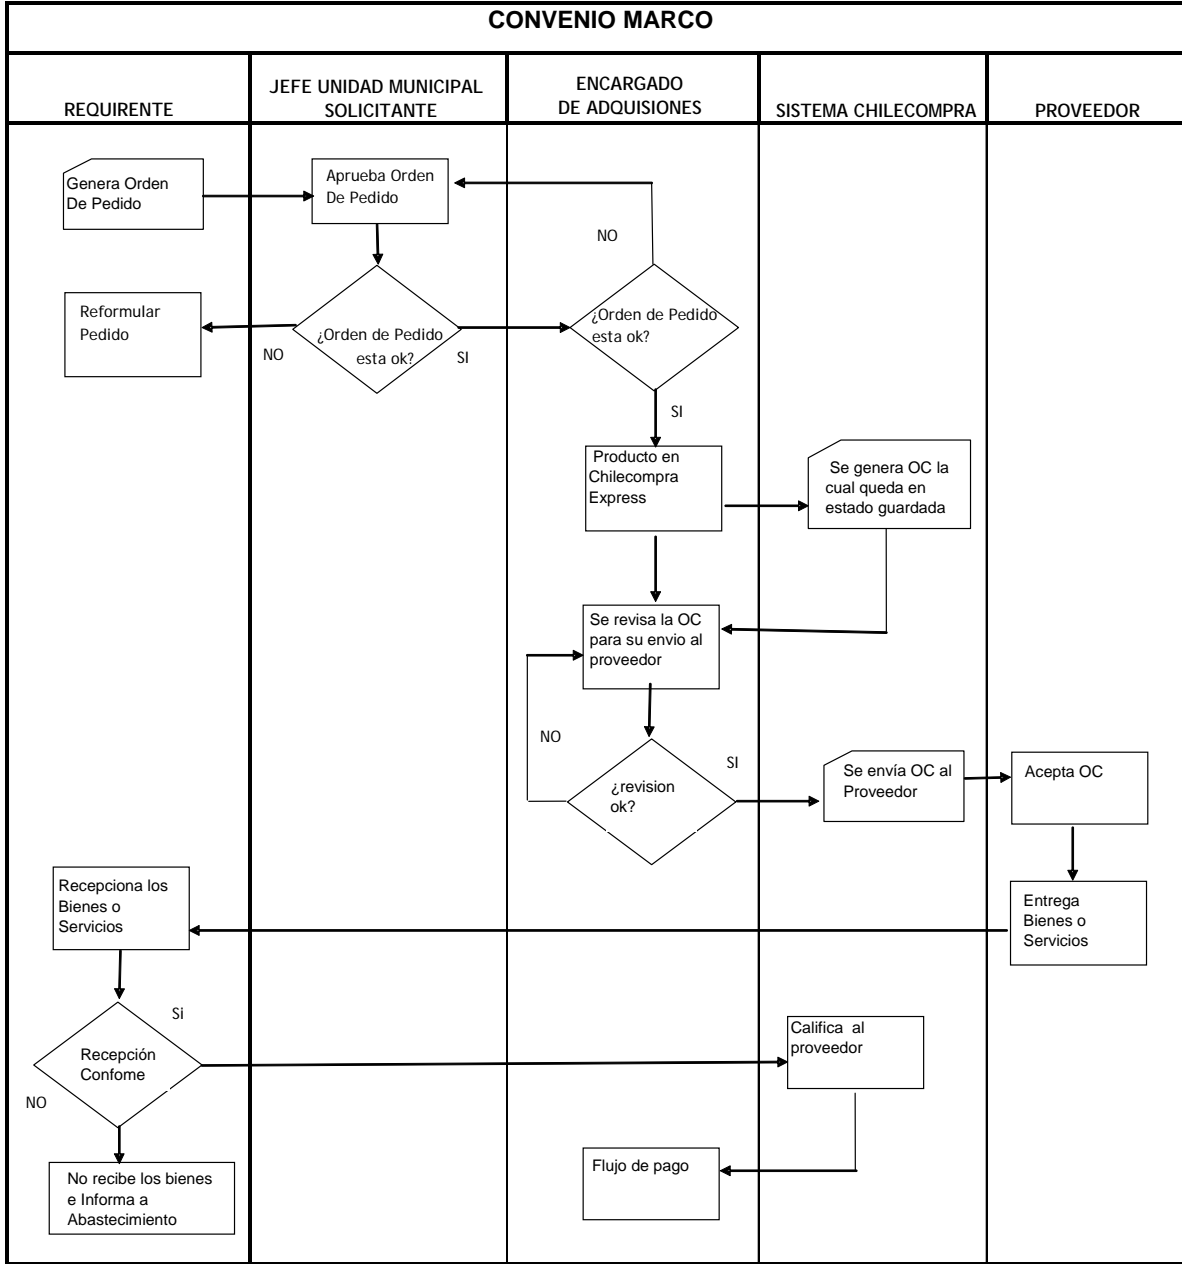 CONVENIO MARCO
REQUIRENTE
JEFE UNIDAD MUNICIPAL
SOLICITANTE
ENCARGADO
DE ADQUISIONES
SISTEMA CHILECOMPRA
PROVEEDOR
Genera Orden
De Pedido
Aprueba Orden
De Pedido
NO
Reformular
Pedido
NO
¿Orden de Pedido
esta ok?
SI
¿Orden de Pedido
esta ok?
SI
Producto en
Chilecompra
Express
Se genera OC la
cual queda en
estado guardada
Se revisa la OC
para su envio al
proveedor
NO
¿revision
ok?
SI
Se envía OC al
Proveedor
Acepta OC
Recepciona los
Bienes o
Servicios
Entrega
Bienes o
Servicios
Si
Recepción
Confome
NO
Califica al
proveedor
No recibe los bienes
e Informa a
Abastecimiento
Flujo de pago